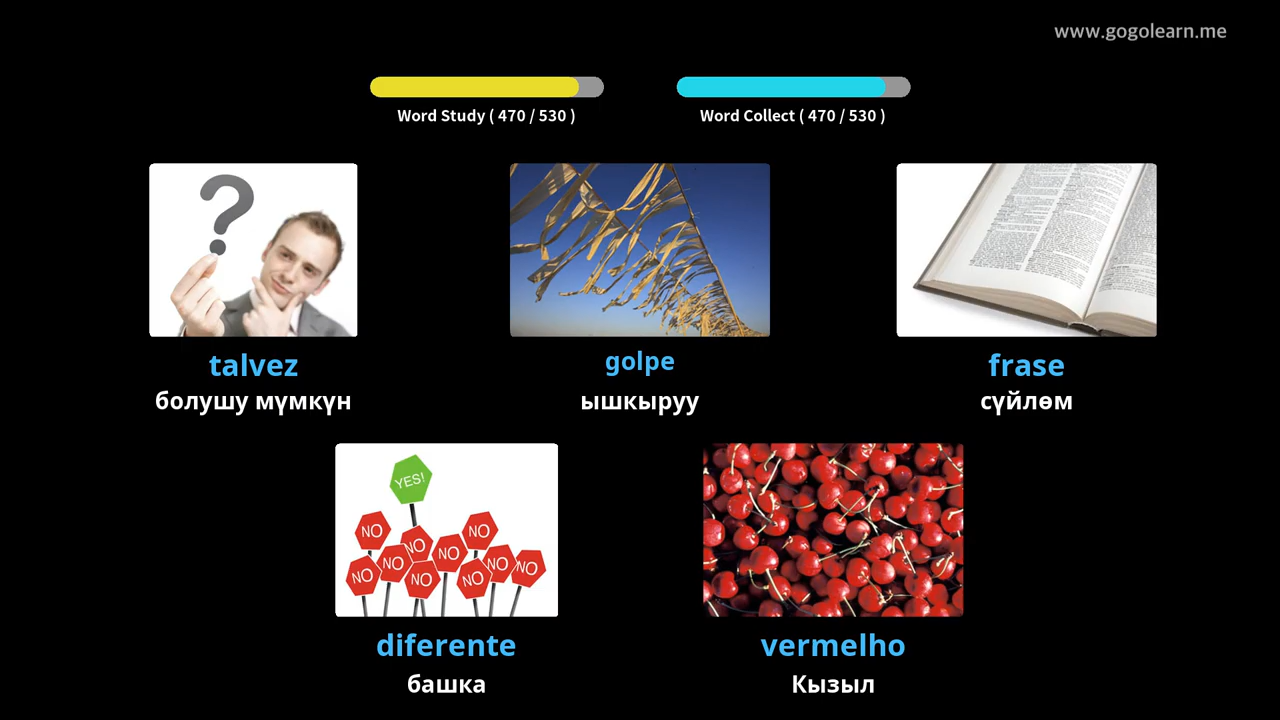 www.gogolearn.me
Word Study ( 470 / 530 )
Word Collect ( 470 / 530 )
talvez
болушу мүмкүн
golpe
ышкыруу
frase
сүйлөм
YES!
NO
NO
NO
NO
NO
NO
NO
NO
NO
NO
diferente
башка
vermelho
Кызыл